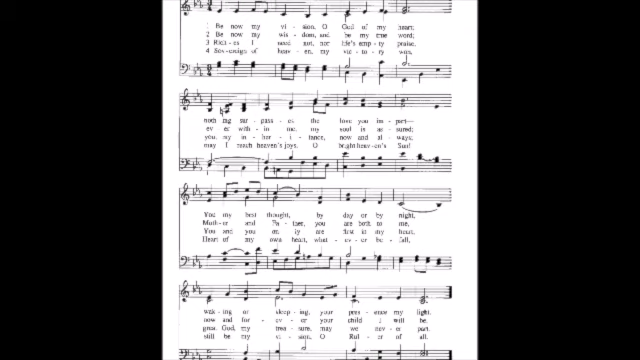 1 Be now my vi - sion, O God of my heart;
2 Be now my wis - dom, and be my true word;
3 Rich - es I need not, nor life's emp - ty praise,
4 Sov - ereign of heav - en, my vic - to - ry won,
noth - ing sur - pass - es the love you im - part—
ev - er with - in me, my soul is as - sured;
you, my in - her - i - tance, now and al - ways;
may I reach heaven's joys, O bright heav - en's Sun!
You my best thought, by day or by night,
Moth - er and Fa - ther, you are both to me,
You and you on - ly are first in my heart,
Heart of my own heart, what - ev - er be - fall,
wak - ing or sleep - ing, your pres - ence my light.
now and for - ev - er your child I will be.
great God, my trea - sure, may we nev - er part.
still be my vi - sion, O Rul - er of all.